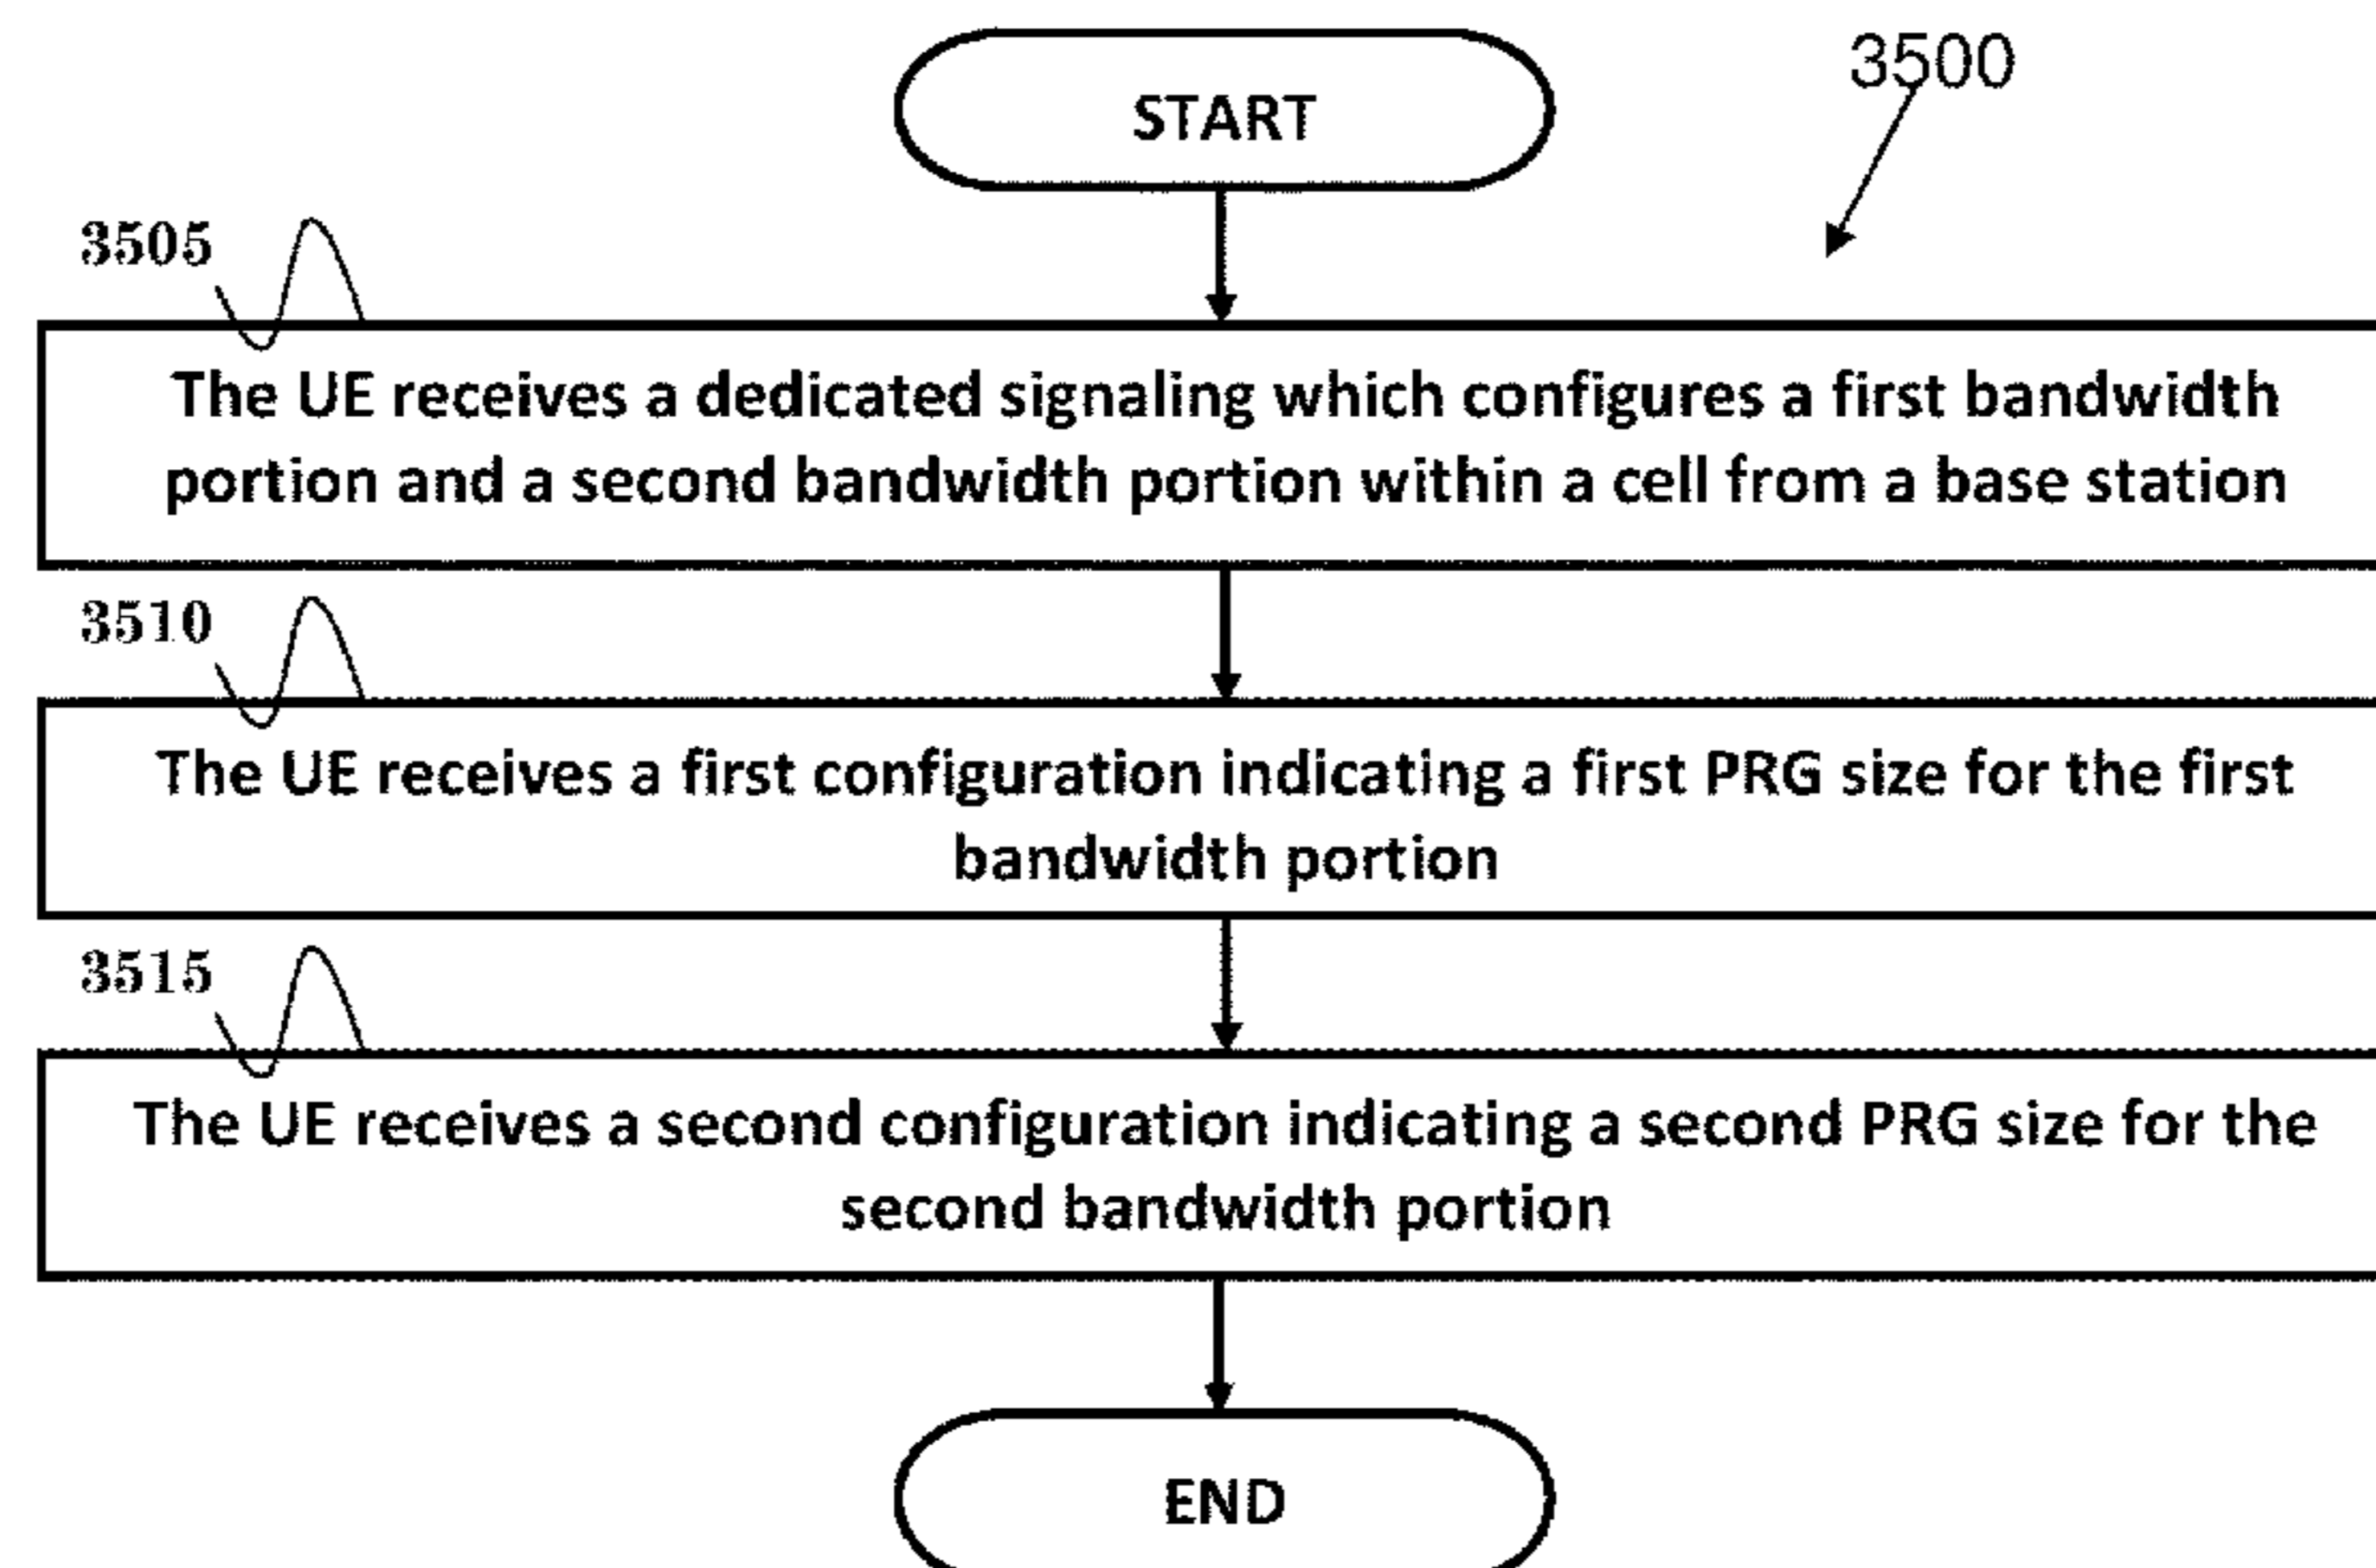 START
3500
3505
The UE receives a dedicated signaling which configures a first bandwidth
portion and a second bandwidth portion within a cell from a base station
3510
The UE receives a first configuration indicating a first PRG size for the first
bandwidth portion
3515
The UE receives a second configuration indicating a second PRG size for the
second bandwidth portion
END